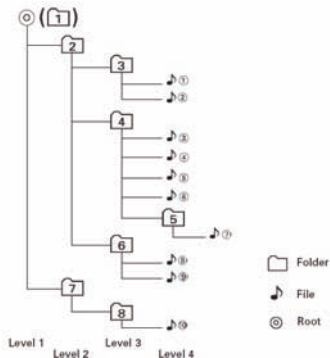 (1)
2
3
①
②
4
③
④
⑤
⑥
5
⑦
6
⑧
⑨
7
8
⑩
Folder
File
Root
Level 1
Level 2
Level 3
Level 4